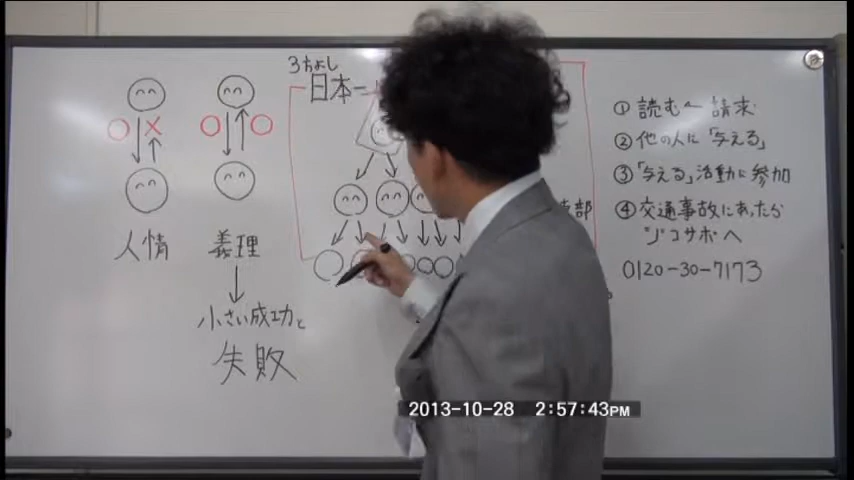 3方よし
日本一
人情
義理
小さい成功と
失敗
部
① 読む〜請求
② 他の人に「与える」
③「与える」活動に参加
④ 交通事故にあったら
ジコサポへ
0120-30-7173
2013-10-28 2:57:43PM